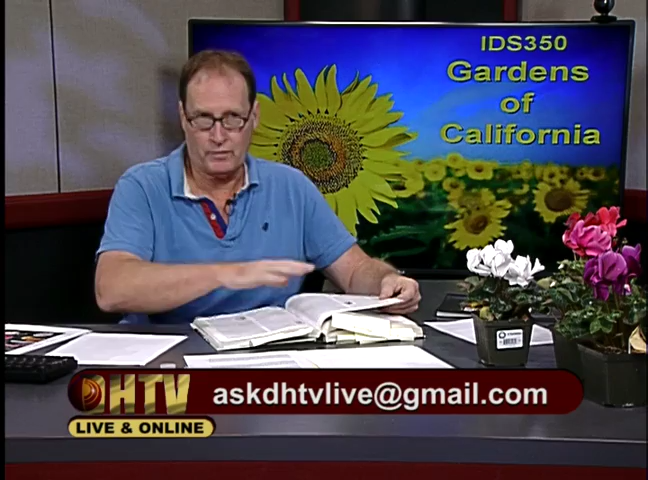 IDS350
Gardens
of
California
DHTV
askdhtvlive@gmail.com
LIVE & ONLINE